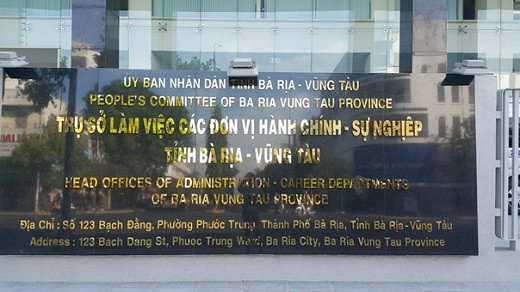 ỦY BAN NHÂN DÂN TỈNH BÀ RỊA - VŨNG TÀU
PEOPLE'S COMMITTEE OF BA RIA VUNG TAU PROVINCE
TRỤ SỞ LÀM VIỆC CÁC ĐƠN VỊ HÀNH CHÍNH - SỰ NGHIỆP
TỈNH BÀ RỊA - VŨNG TÀU
HEAD OFFICES OF ADMINISTRATION - CAREER DEPARTMENTS
OF BA RIA VUNG TAU PROVINCE
Địa Chỉ : Số 123 Bạch Đằng, Phường Phước Trung Thành Phố Bà Rịa, Tỉnh Bà Rịa-Vũng Tàu
Address : 123 Bach Dang St, Phuoc Trung Ward, Ba Ria City, Ba Ria Vung Tau Province